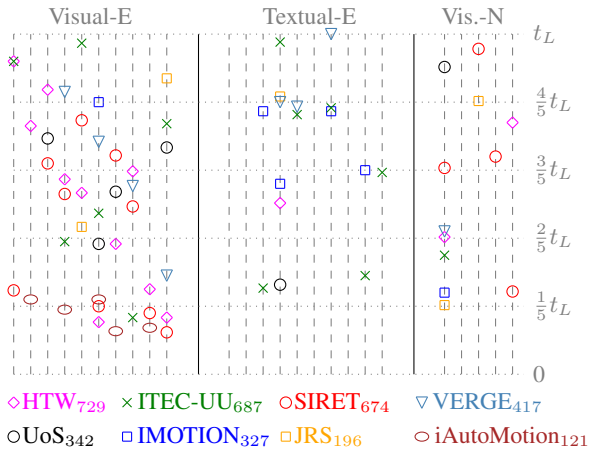 Visual-E Textual-E Vis.-N
t_L
4/5 t_L
3/5 t_L
2/5 t_L
1/5 t_L
0
HTW729 ITEC-UU687 SIRET674 VERGE417
UoS342 IMOTION327 JRS196 iAutoMotion121